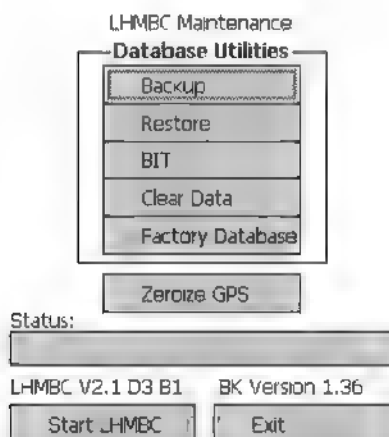 LHMBC Maintenance
Database Utilities
Backup
Restore
BIT
Clear Data
Factory Database
Zeroize GPS
Status:
LHMBC V2.1 D3 B1 BK Version 1.36
Start LHMBC Exit